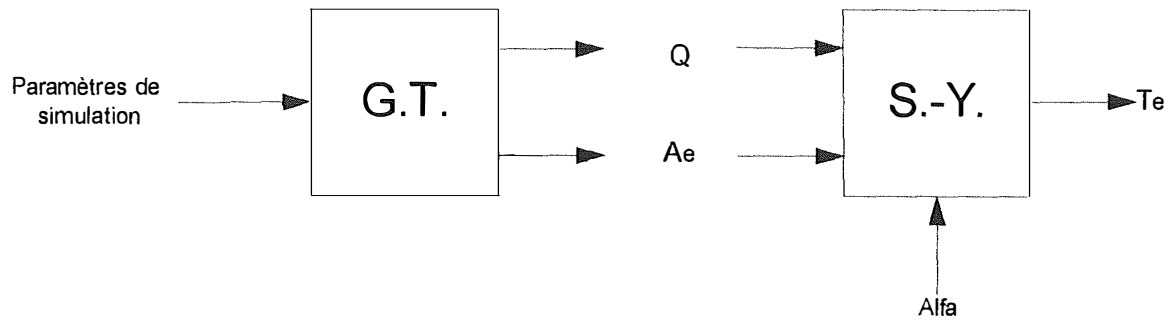 Paramètres de
simulation
G.T.
Q
Ae
S.-Y.
Te
Alfa